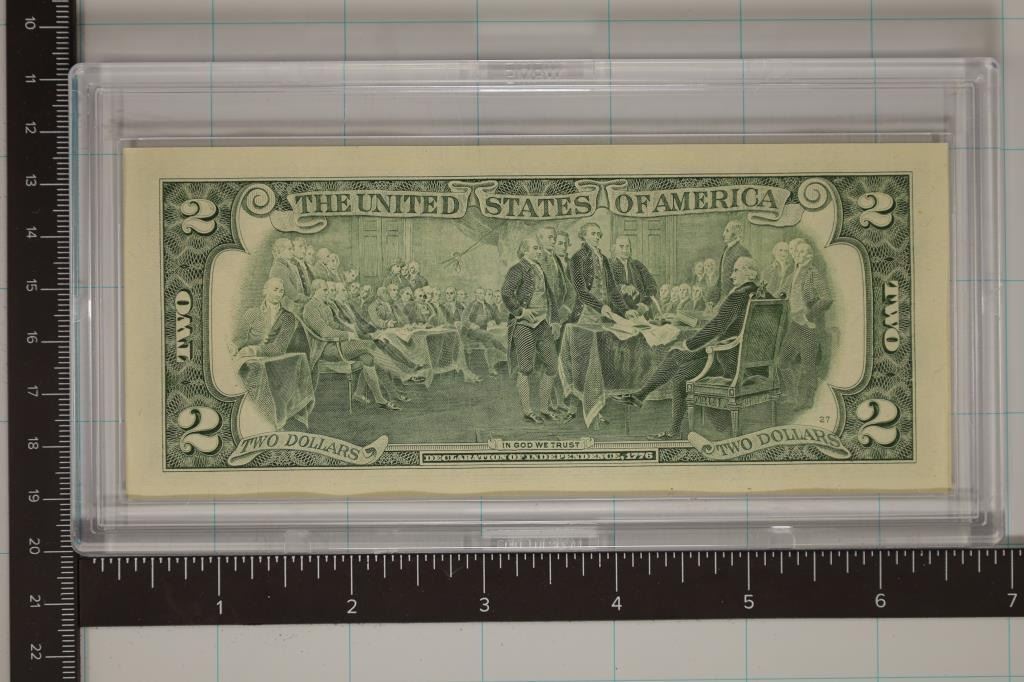 10
11
12
13
14
15
16
17
18
19
20
21
22
THE UNITED STATES OF AMERICA
2
2
TWO
TWO
27
2
2
TWO DOLLARS
IN GOD WE TRUST
TWO DOLLARS
DECLARATION OF INDEPENDENCE, 1776
1 2 3 4 5 6 7